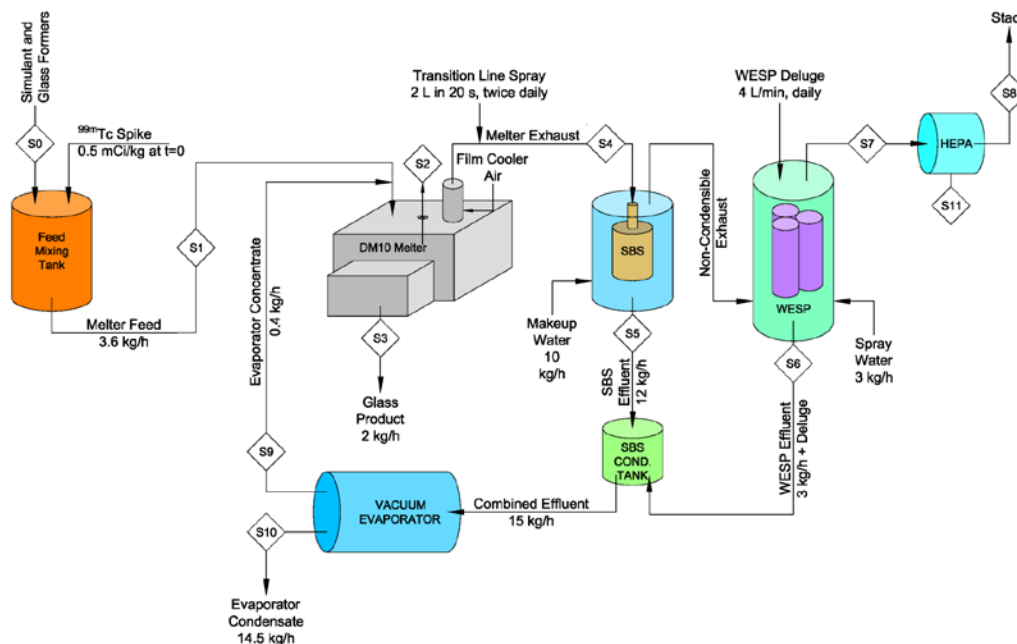 Simulant and
Glass Formers
S0
99mTc Spike
0.5 mCi/kg at t=0
Feed
Mixing
Tank
S1
Melter Feed
3.6 kg/h
Evaporator Concentrate
0.4 kg/h
S2
DM10 Melter
Film Cooler
Air
S3
Glass
Product
2 kg/h
Transition Line Spray
2 L in 20 s, twice daily
Melter Exhaust
S4
SBS
Makeup
Water
10
kg/h
S5
SBS
Effluent
12 kg/h
Non-Condensible
Exhaust
WESP Deluge
4 L/min, daily
WESP
S6
Spray
Water
3 kg/h
WESP Effluent
3 kg/h + Deluge
S7
HEPA
S8
S11
SBS
COND.
TANK
Combined Effluent
15 kg/h
VACUUM
EVAPORATOR
S9
S10
Evaporator
Condensate
14.5 kg/h